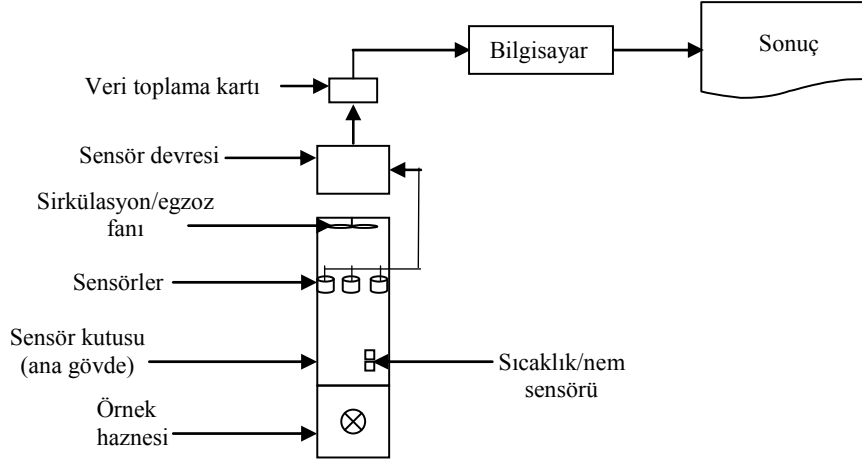 Bilgisayar
Sonuç
Veri toplama kartı
Sensör devresi
Sirkülasyon/egzoz
fanı
Sensörler
Sensör kutusu
(ana gövde)
Sıcaklık/nem
sensörü
Örnek
haznesi